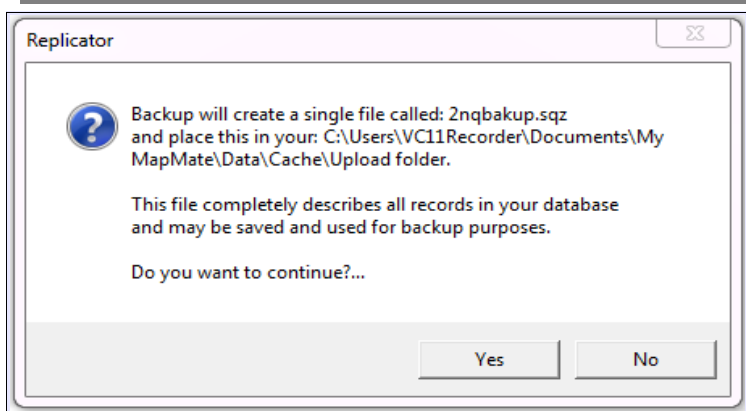 Replicator
Backup will create a single file called: 2nqbakup.sqz
and place this in your: C:\Users\VC11Recorder\Documents\My
MapMate\Data\Cache\Upload folder.
This file completely describes all records in your database
and may be saved and used for backup purposes.
Do you want to continue?...
Yes
No